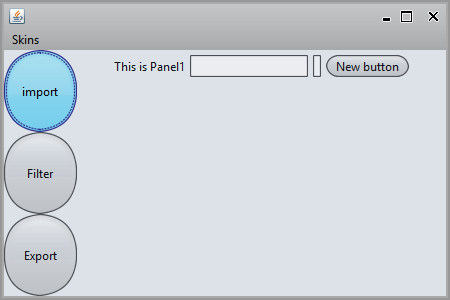 Skins
import
This is Panel1
New button
Filter
Export